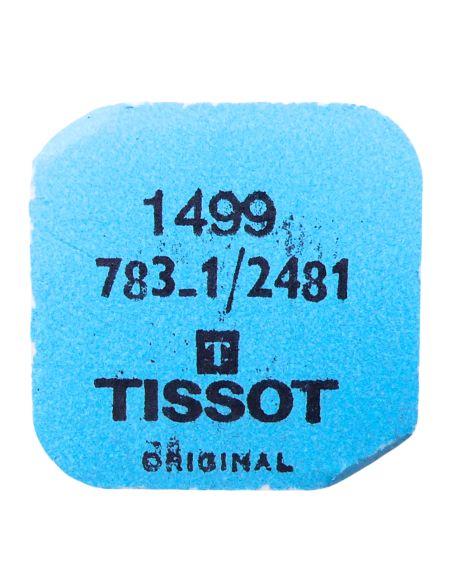 1499
783-1/2481
T
TISSOT
ORIGINAL